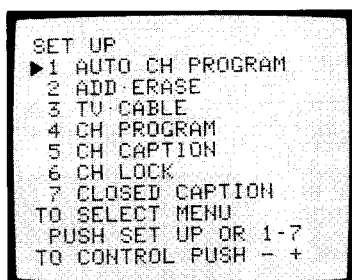 SET UP
▶1 AUTO CH PROGRAM
2 ADD·ERASE
3 TV·CABLE
4 CH PROGRAM
5 CH CAPTION
6 CH LOCK
7 CLOSED CAPTION
TO SELECT MENU
PUSH SET UP OR 1-7
TO CONTROL PUSH - +